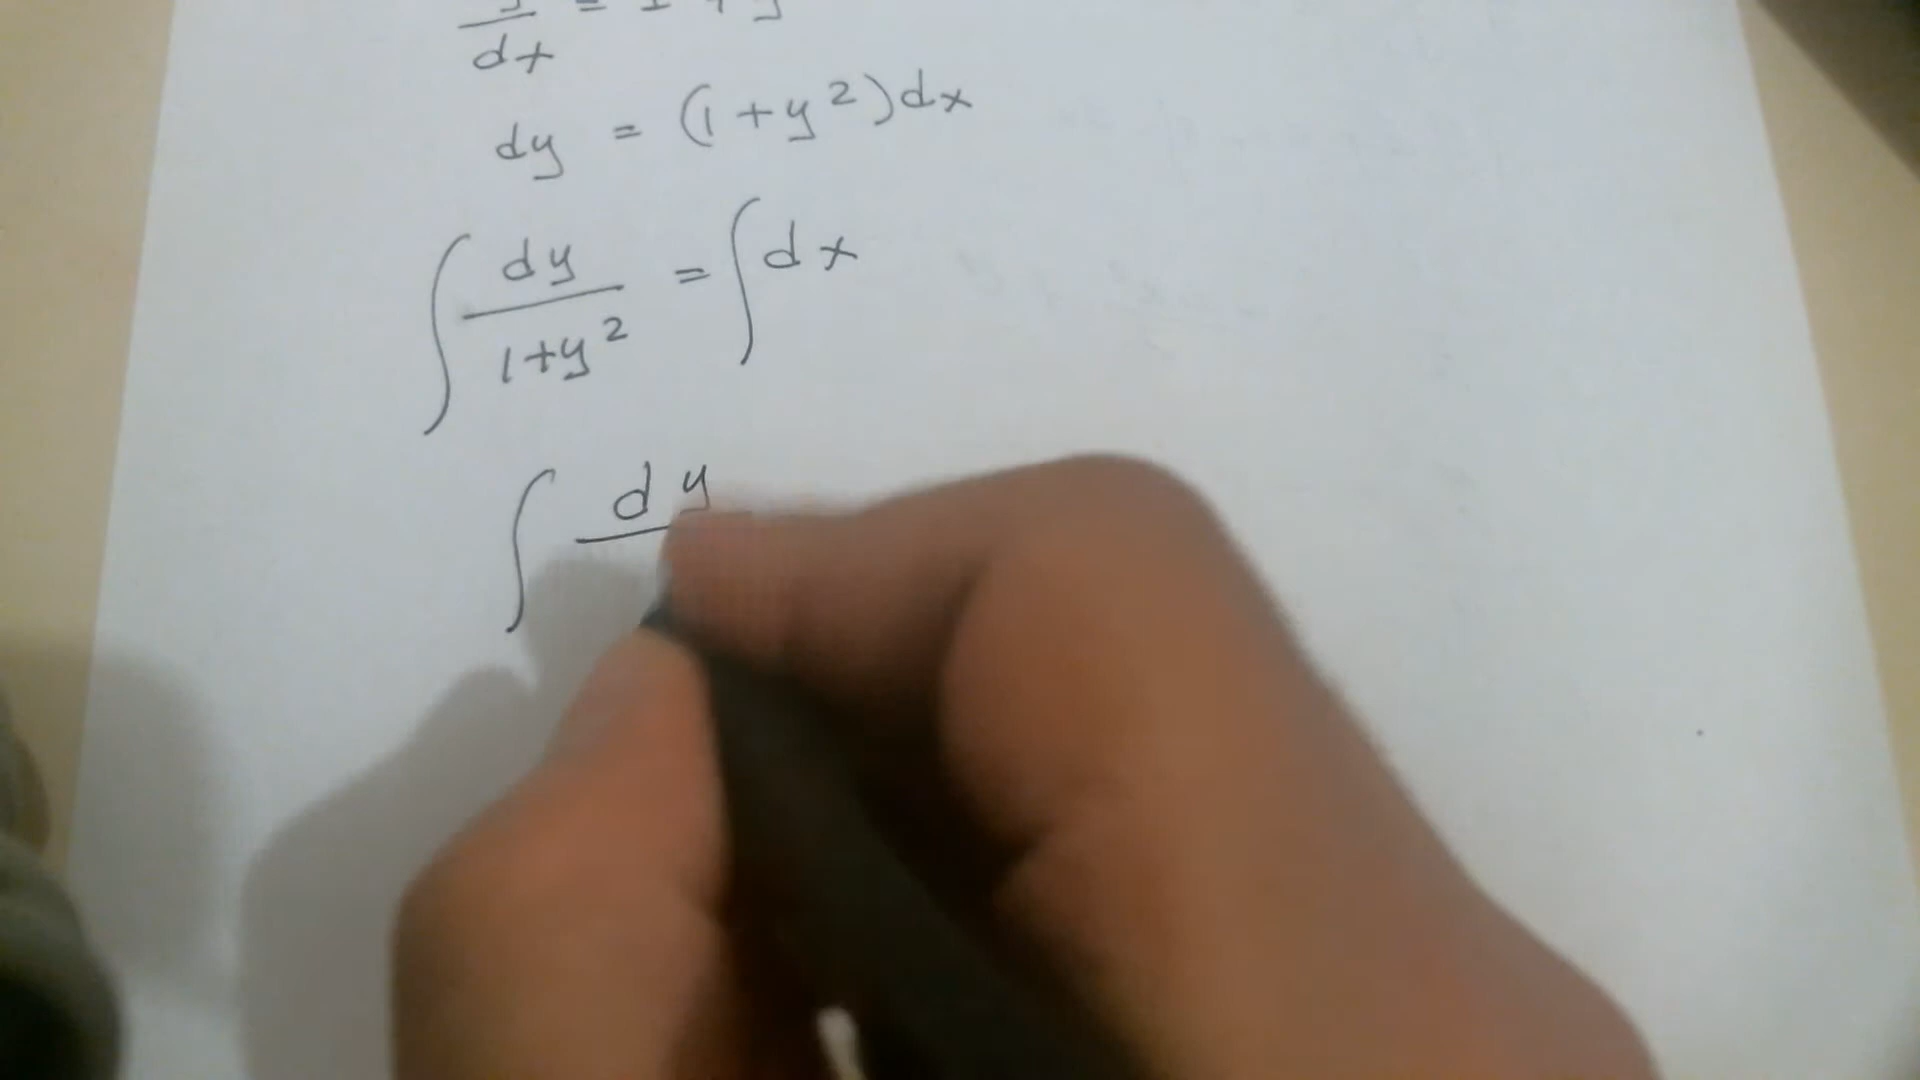 dx
dy = (1+y²)dx
∫ dy/1+y² = ∫dx
∫ dy